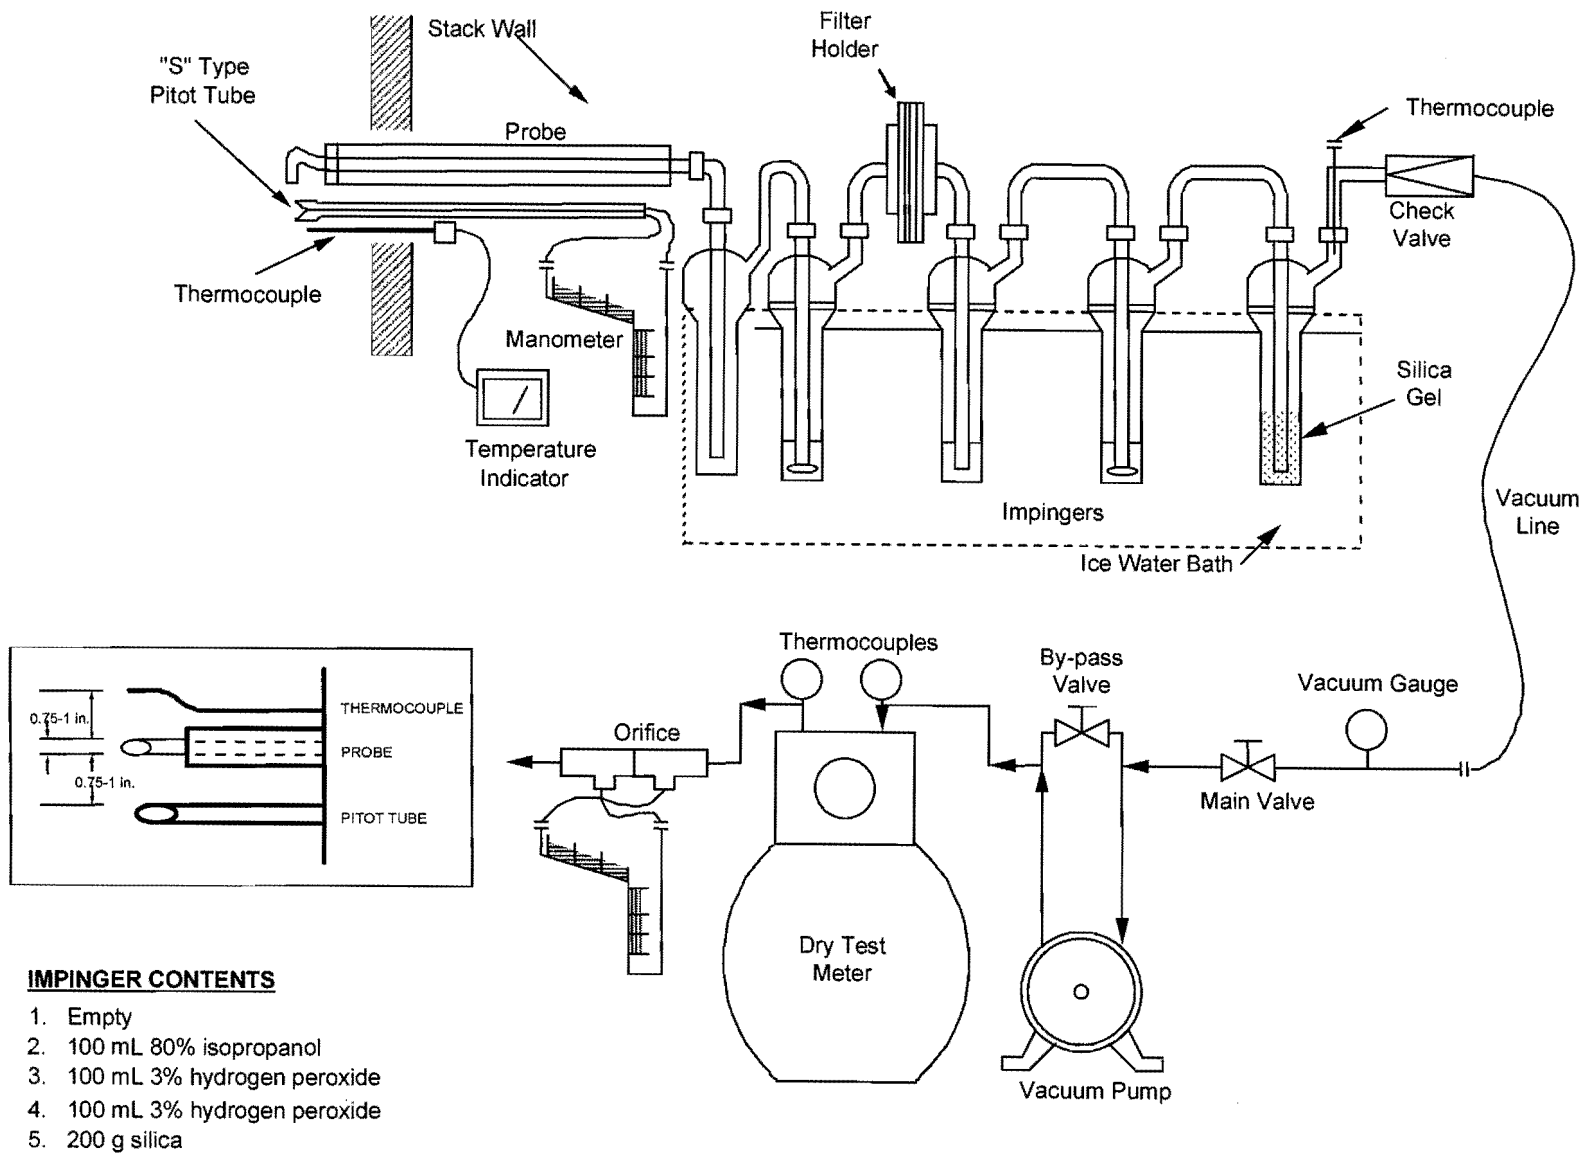 Stack Wall
Filter
Holder
"S" Type
Pitot Tube
Probe
Thermocouple
Check
Valve
Thermocouple
Manometer
Silica
Gel
Temperature
Indicator
Impingers
Vacuum
Line
Ice Water Bath
Thermocouples
By-pass
Valve
Vacuum Gauge
Orifice
Main Valve
THERMOCOUPLE
0.75-1 in.
PROBE
0.75-1 in.
PITOT TUBE
Dry Test
Meter
Vacuum Pump
IMPINGER CONTENTS
1. Empty
2. 100 mL 80% isopropanol
3. 100 mL 3% hydrogen peroxide
4. 100 mL 3% hydrogen peroxide
5. 200 g silica